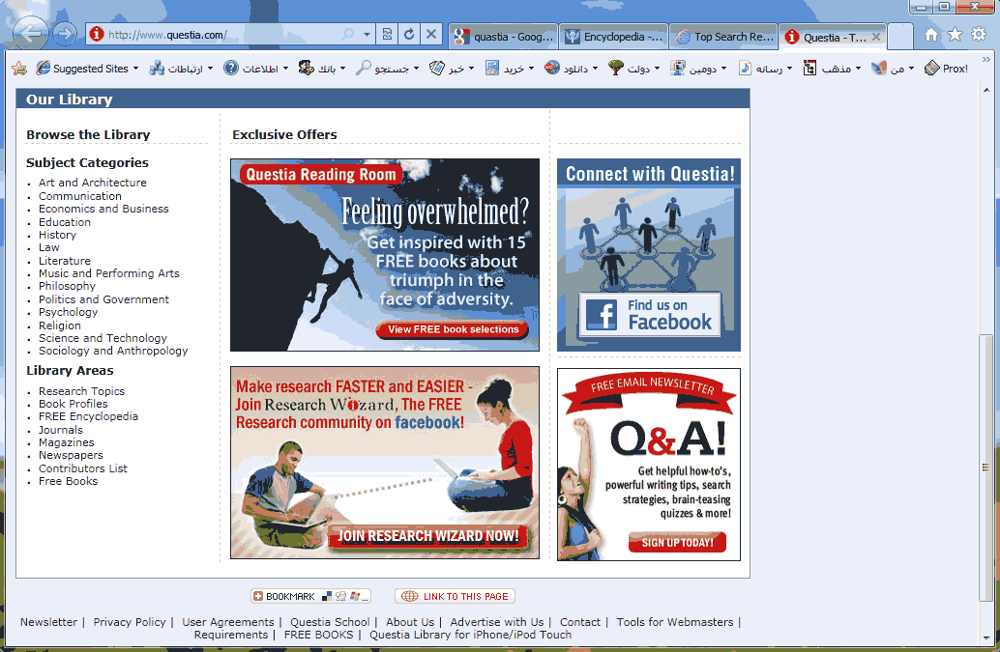 http://www.questia.com/
quastia - Goog...
Encyclopedia -...
Top Search Re...
Questia - T...
Suggested Sites
ارتباطات
اطلاعات
بانك
جستجو
خبر
خرید
دانلود
دولت
دومین
رسانه
مذهب
من
Prox!
Our Library
Browse the Library
Subject Categories
Art and Architecture
Communication
Economics and Business
Education
History
Law
Literature
Music and Performing Arts
Philosophy
Politics and Government
Psychology
Religion
Science and Technology
Sociology and Anthropology
Library Areas
Research Topics
Book Profiles
FREE Encyclopedia
Journals
Magazines
Newspapers
Contributors List
Free Books
Exclusive Offers
Questia Reading Room
Feeling overwhelmed?
Get inspired with 15
FREE books about
triumph in the
face of adversity.
View FREE book selections
Connect with Questia!
Find us on
Facebook
Make research FASTER and EASIER -
Join Research Wizard, The FREE
Research community on facebook!
JOIN RESEARCH WIZARD NOW!
FREE EMAIL NEWSLETTER
Q&A!
Get helpful how-to's,
powerful writing tips, search
strategies, brain-teasing
quizzes & more!
SIGN UP TODAY!
BOOKMARK ...
LINK TO THIS PAGE
Newsletter | Privacy Policy | User Agreements | Questia School | About Us | Advertise with Us | Contact | Tools for Webmasters |
Requirements | FREE BOOKS | Questia Library for iPhone/iPod Touch